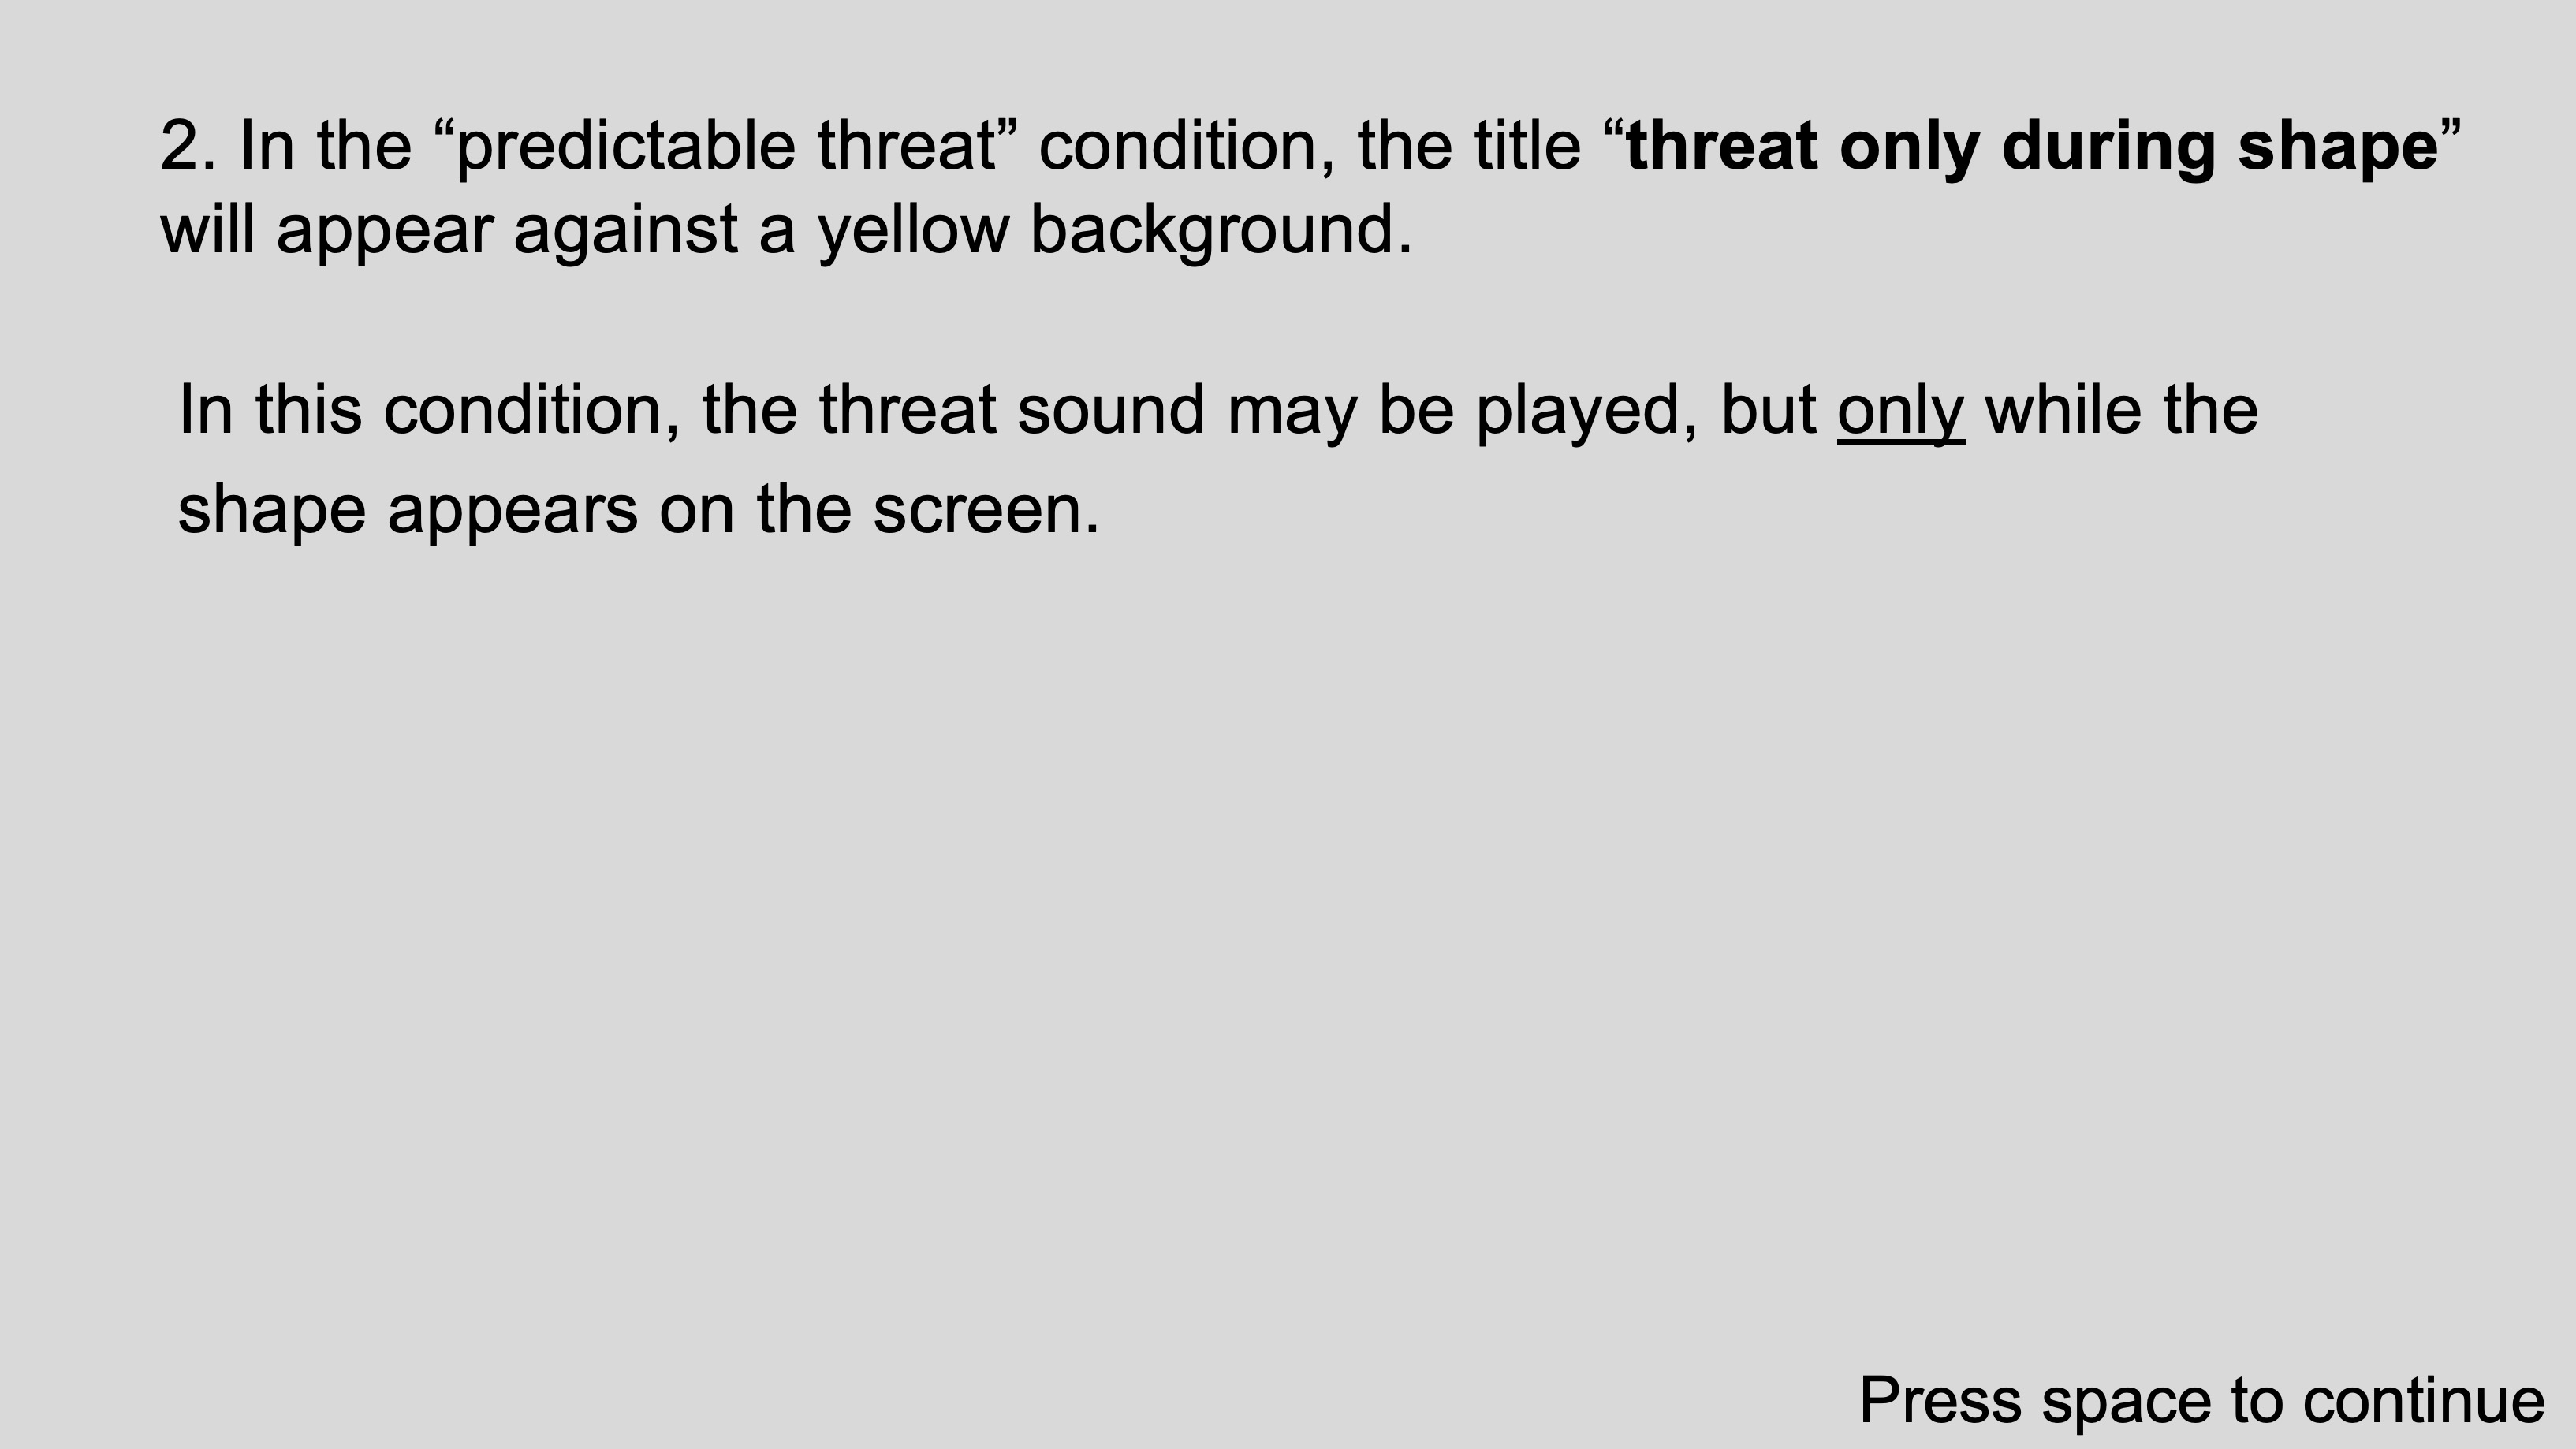 2. In the “predictable threat” condition, the title “threat only during shape”
will appear against a yellow background.
In this condition, the threat sound may be played, but only while the
shape appears on the screen.
Press space to continue